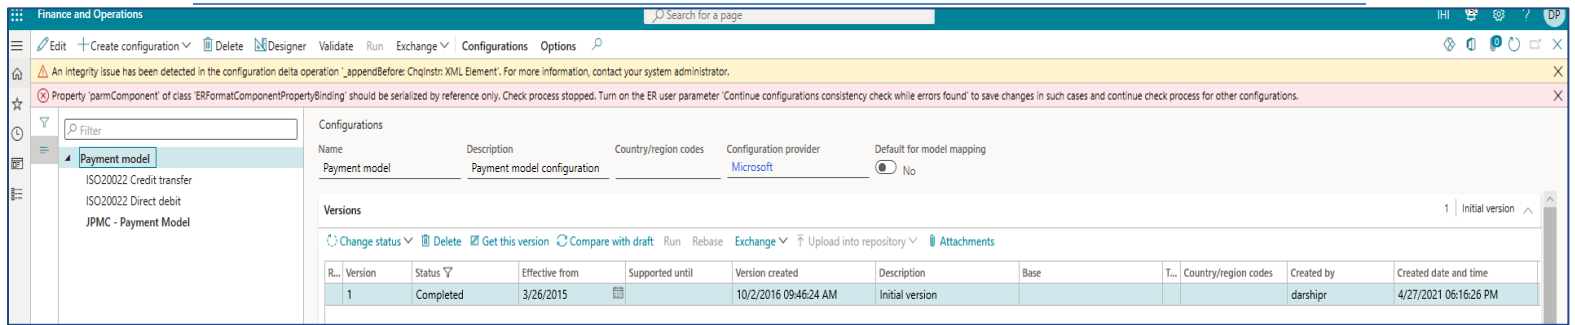 Finance and Operations
Search for a page
IHI
?
DP
Edit
Create configuration
Delete
Designer
Validate
Run
Exchange
Configurations
Options
0
An integrity issue has been detected in the configuration delta operation '_appendBefore: ChqInstr: XML Element'. For more information, contact your system administrator.
Property 'parmComponent' of class 'ERFormatComponentPropertyBinding' should be serialized by reference only. Check process stopped. Turn on the ER user parameter 'Continue configurations consistency check while errors found' to save changes in such cases and continue check process for other configurations.
Filter
Payment model
ISO20022 Credit transfer
ISO20022 Direct debit
JPMC - Payment Model
Configurations
Name
Description
Country/region codes
Configuration provider
Default for model mapping
Payment model
Payment model configuration
Microsoft
No
Versions
1
Initial version
Change status
Delete
Get this version
Compare with draft
Run
Rebase
Exchange
Upload into repository
Attachments
R...
Version
Status
Effective from
Supported until
Version created
Description
Base
T...
Country/region codes
Created by
Created date and time
1
Completed
3/26/2015
10/2/2016 09:46:24 AM
Initial version
darshipr
4/27/2021 06:16:26 PM